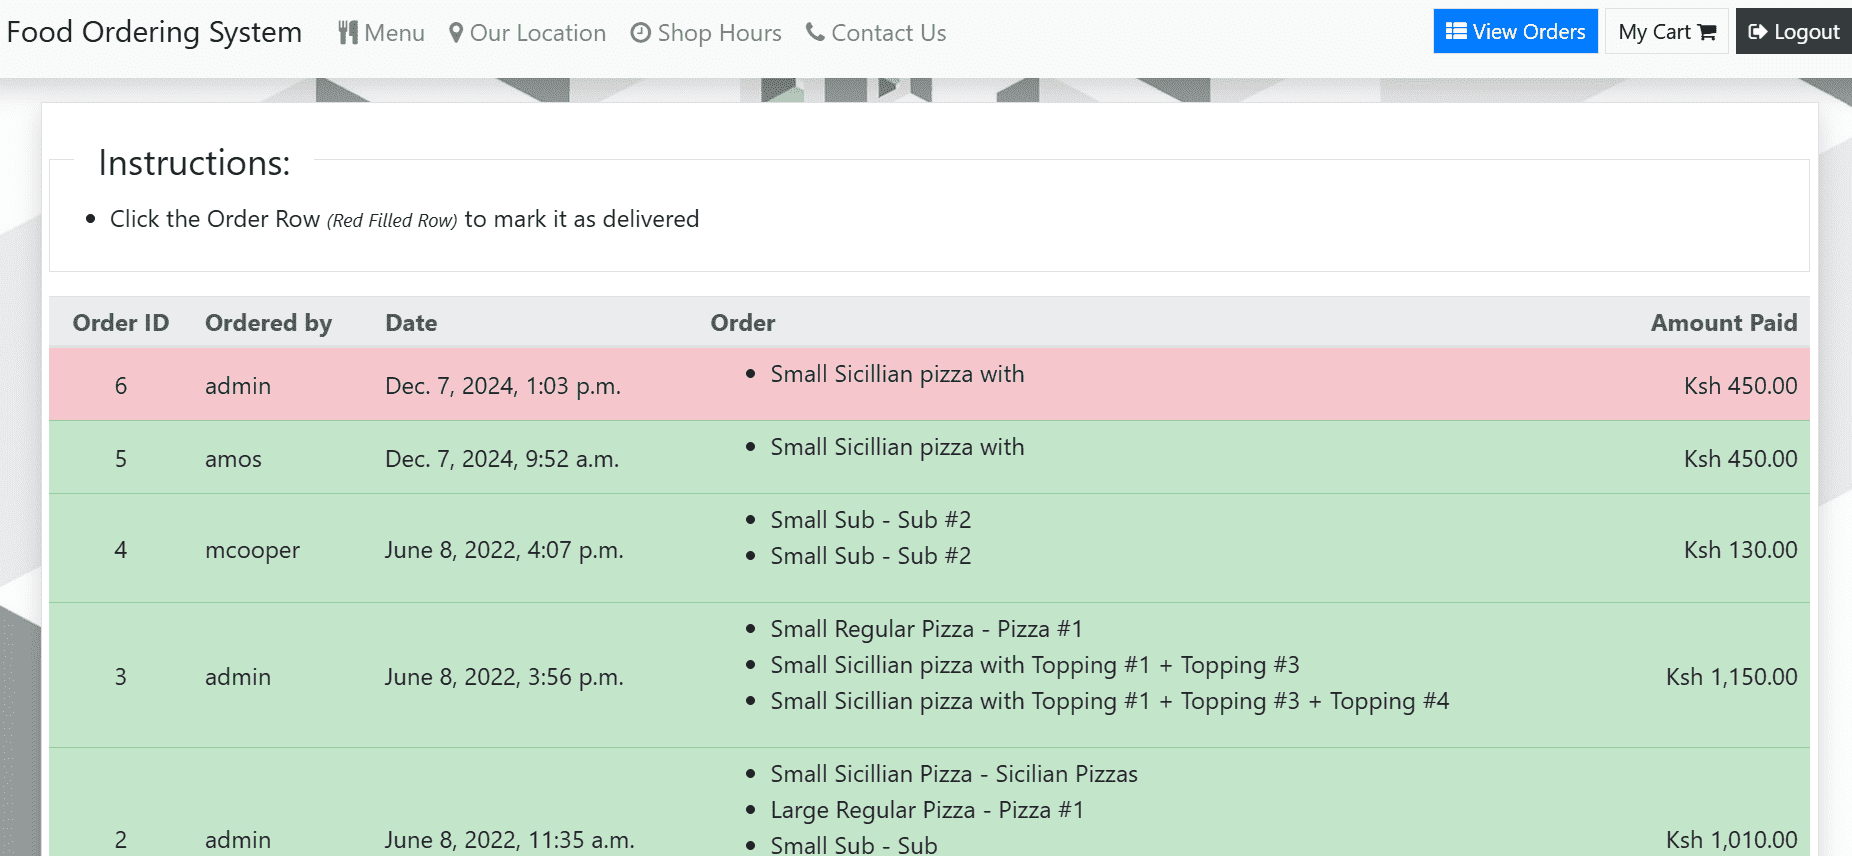 Food Ordering System Menu Our Location Shop Hours Contact Us View Orders My Cart Logout
Instructions:
Click the Order Row (Red Filled Row) to mark it as delivered
Order ID Ordered by Date Order Amount Paid
6 admin Dec. 7, 2024, 1:03 p.m. Small Sicillian pizza with Ksh 450.00
5 amos Dec. 7, 2024, 9:52 a.m. Small Sicillian pizza with Ksh 450.00
Small Sub - Sub #2
4 mcooper June 8, 2022, 4:07 p.m. Small Sub - Sub #2 Ksh 130.00
Small Regular Pizza - Pizza #1
Small Sicillian pizza with Topping #1 + Topping #3
3 admin June 8, 2022, 3:56 p.m. Ksh 1,150.00
Small Sicillian pizza with Topping #1 + Topping #3 + Topping #4
Small Sicillian Pizza - Sicilian Pizzas
Large Regular Pizza - Pizza #1
2 admin June 8, 2022, 11:35 a.m. Small Sub - Sub Ksh 1,010.00